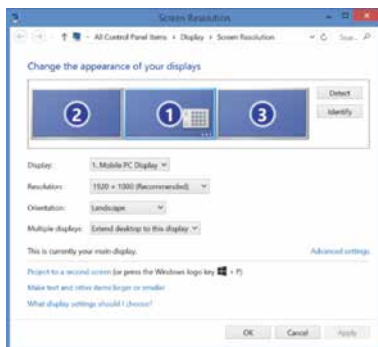 Screen Resolution
All Control Panel Items Display Screen Resolution
Change the appearance of your displays
2 1 3
Detect
Identify
Display: 1. Mobile PC Display
Resolution: 1920 × 1080 (Recommended)
Orientation: Landscape
Multiple displays: Extend desktop to this display
This is currently your main display.
Advanced settings
Project to a second screen (or press the Windows logo key + P)
Make text and other items larger or smaller
What display settings should I choose?
OK Cancel Apply